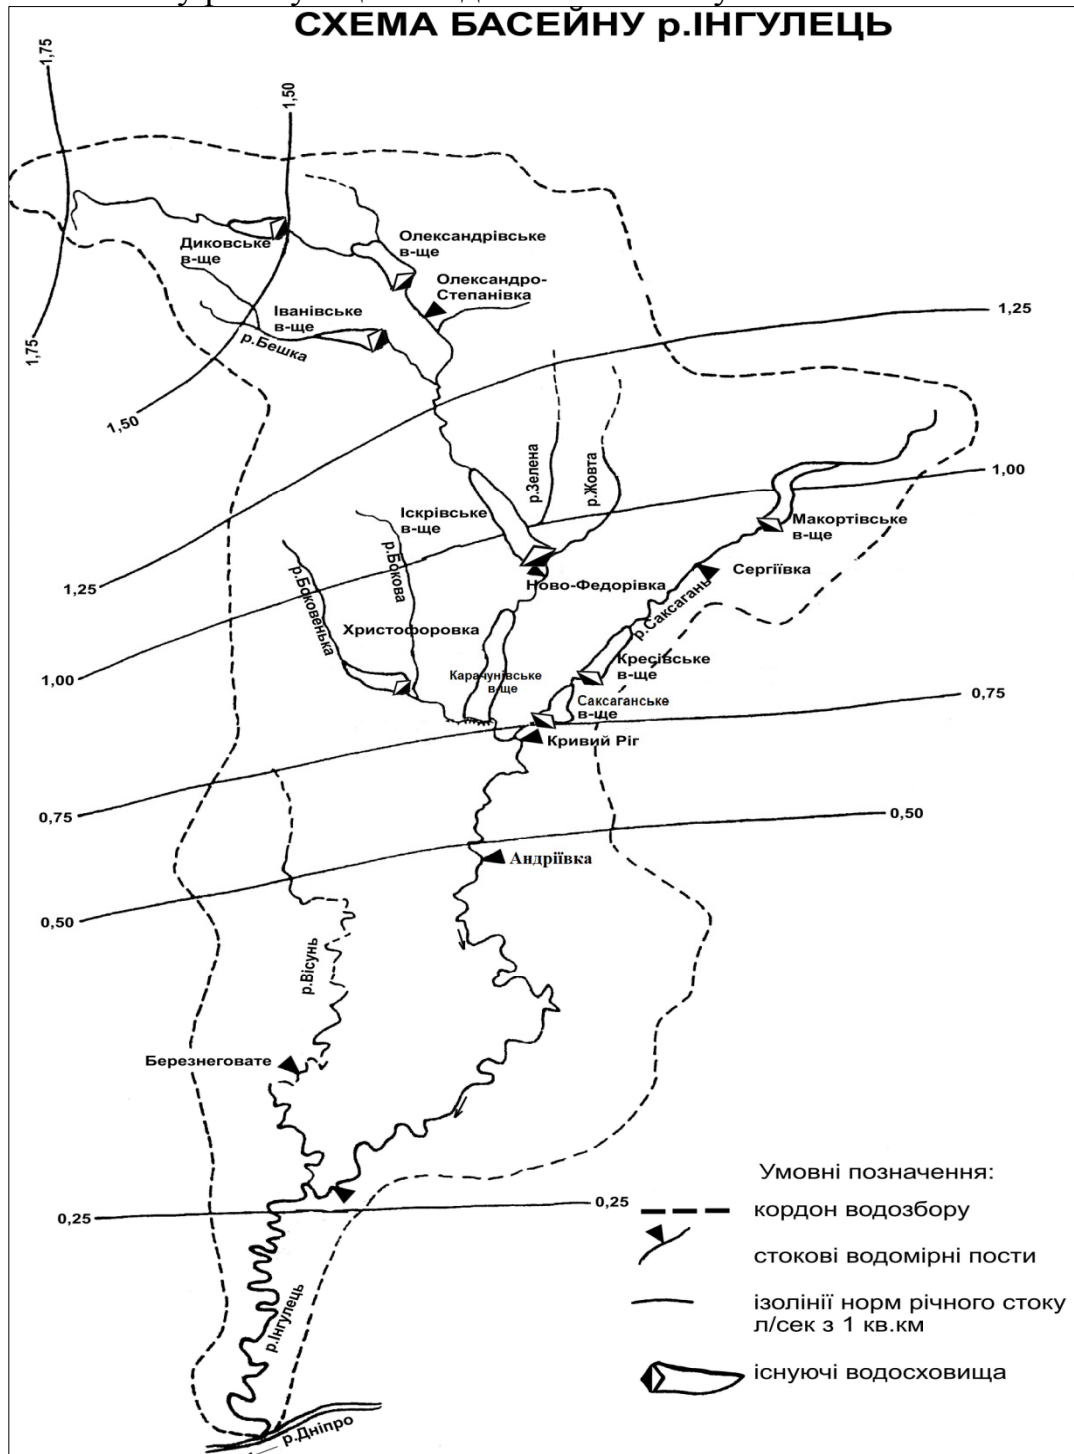 СХЕМА БАСЕЙНУ р.ІНГУЛЕЦЬ
1,75
1,50
Диковське
в-ще
Олександрівське
в-ще
Олександро-
Степанівка
Іванівське
в-ще
р.Бешка
1,25
1,75
1,50
р.Зелена
р.Жовта
1,00
Іскрівське
в-ще
Макортівське
в-ще
Сергіївка
р.Бокова
р.Боковенька
Ново-Федорівка
1,25
р.Саксагань
Христофоровка
Кресівське
в-ще
Карачунівське
в-ще
1,00
Саксаганське
в-ще
0,75
Кривий Ріг
0,75
0,50
Андріївка
0,50
р.Вісунь
Березнеговате
Умовні позначення:
0,25
0,25
кордон водозбору
стокові водомірні пости
ізолінії норм річного стоку
л/сек з 1 кв.км
р.Інгулець
існуючі водосховища
р.Дніпро